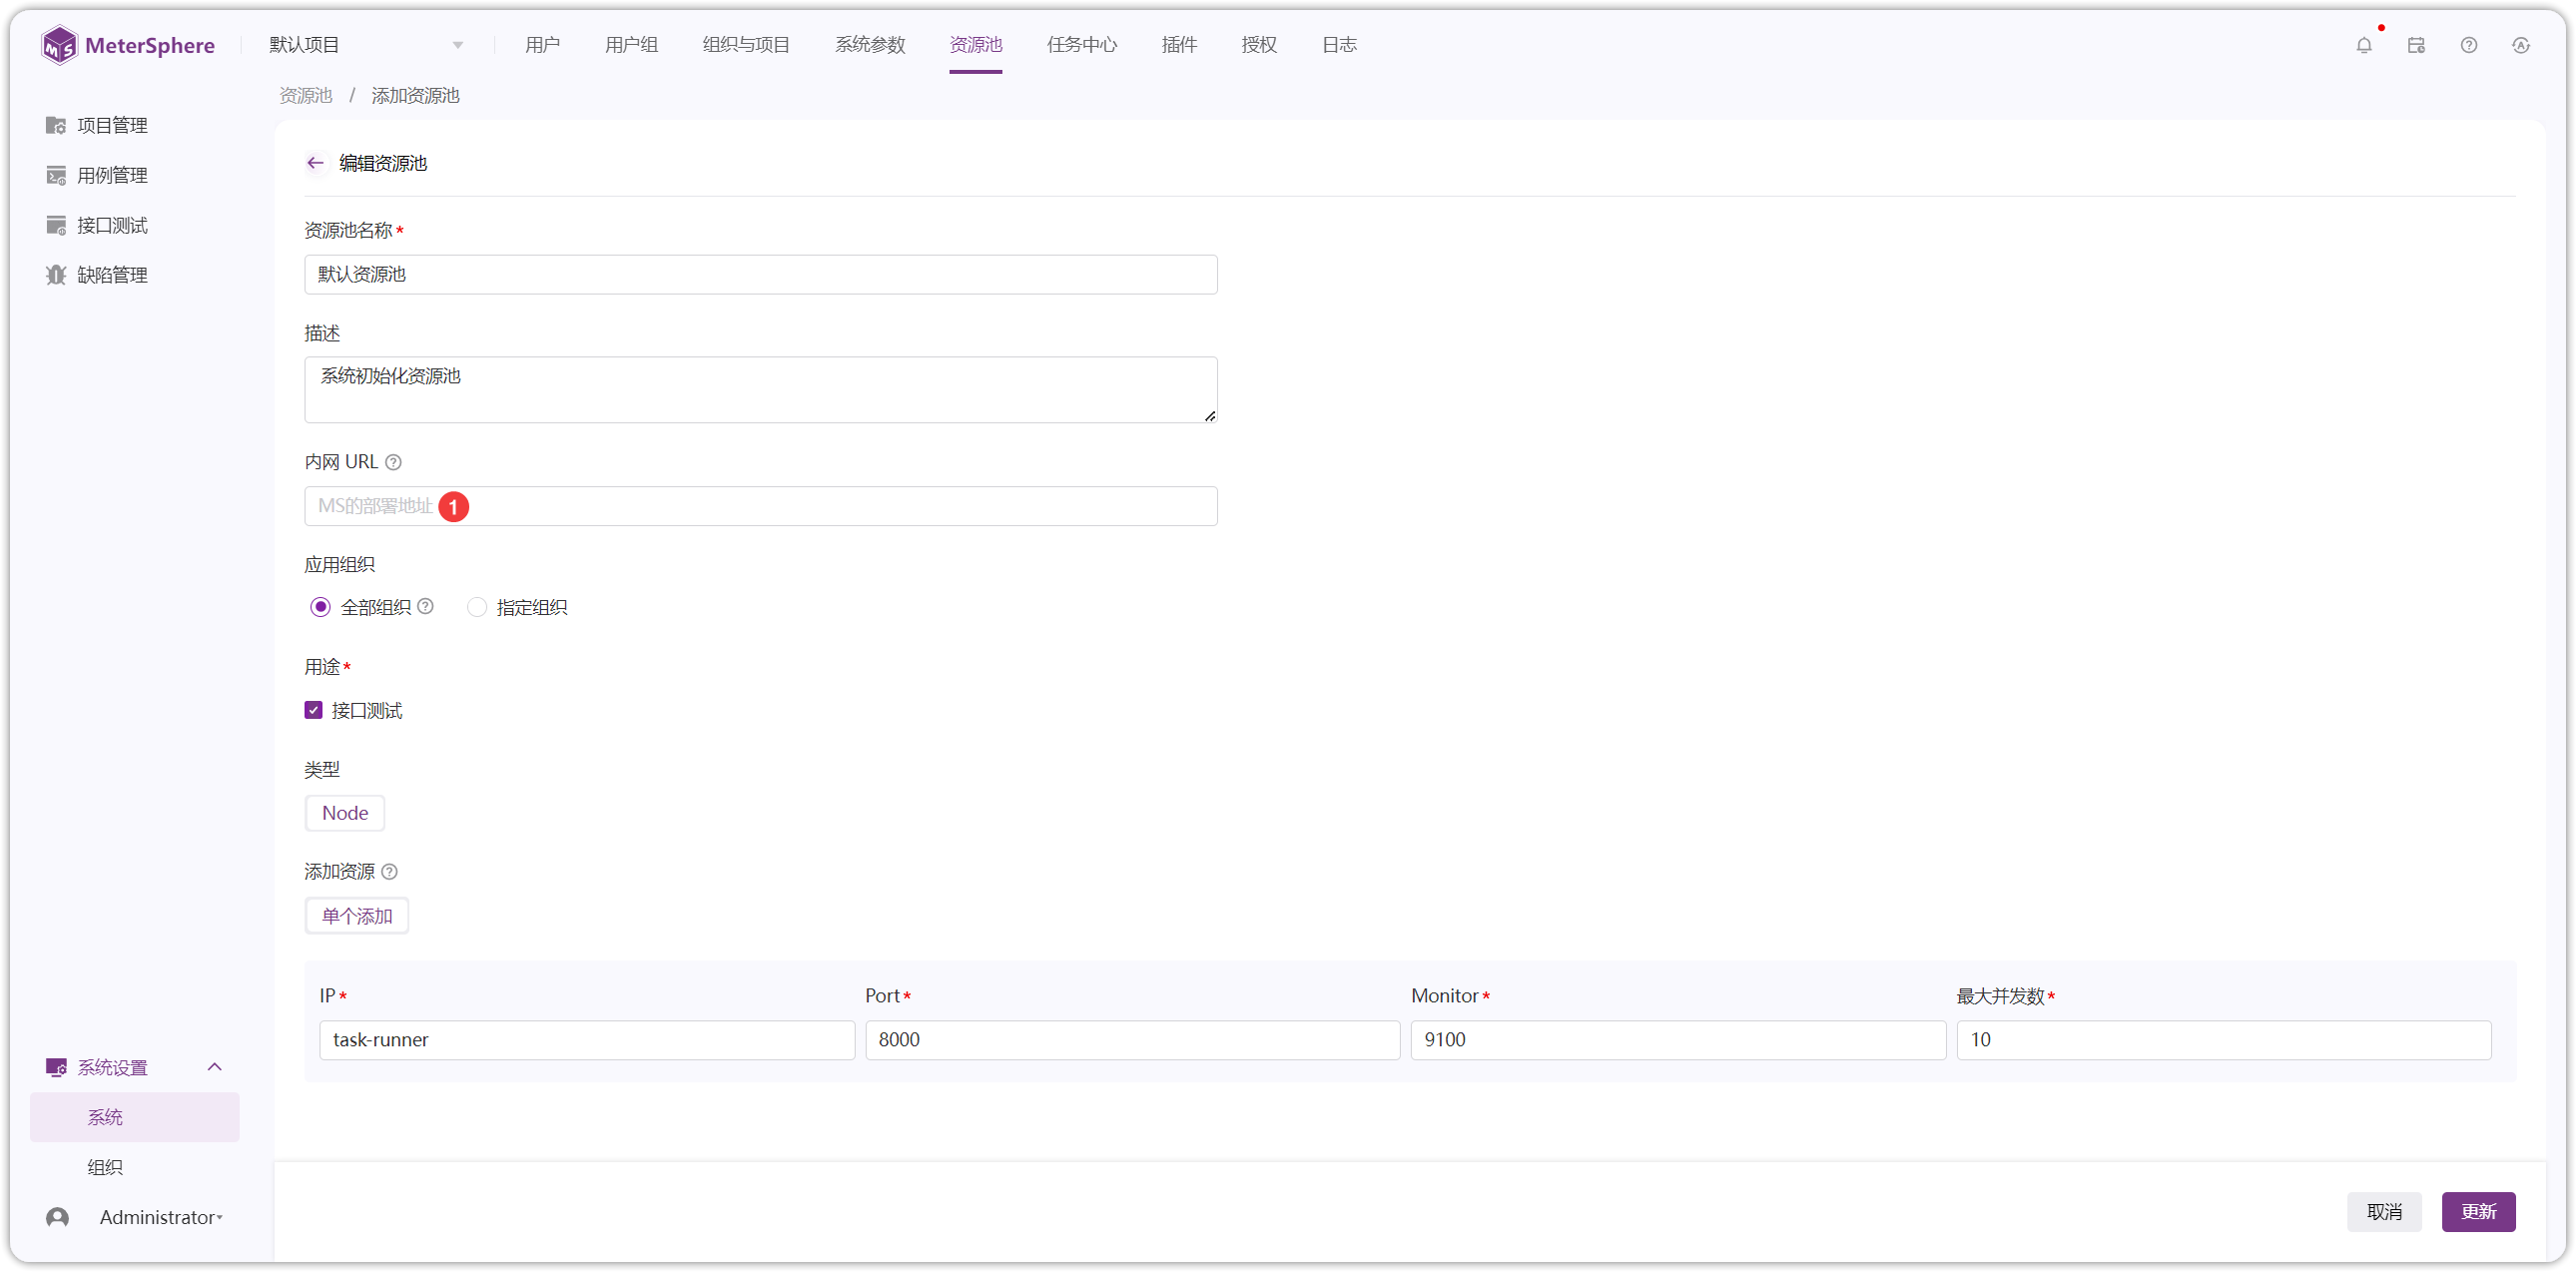 MeterSphere
默认项目
用户
用户组
组织与项目
系统参数
资源池
任务中心
插件
授权
日志
资源池 / 添加资源池
项目管理
用例管理
接口测试
缺陷管理
编辑资源池
资源池名称*
默认资源池
描述
系统初始化资源池
内网 URL
MS的部署地址 1
应用组织
全部组织
指定组织
用途*
接口测试
类型
Node
添加资源
单个添加
IP* Port* Monitor* 最大并发数*
task-runner 8000 9100 10
系统设置
系统
组织
Administrator
取消
更新